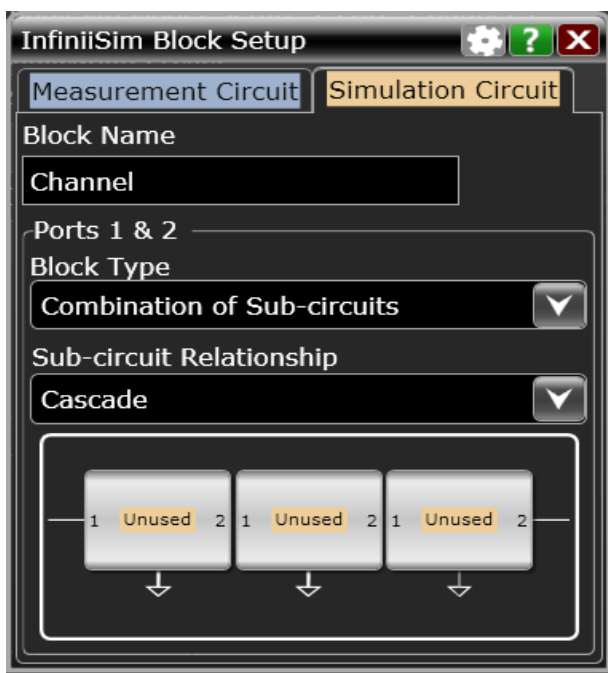 InfiniiSim Block Setup ?
Measurement Circuit Simulation Circuit
Block Name
Channel
Ports 1 & 2
Block Type
Combination of Sub-circuits
Sub-circuit Relationship
Cascade
1 Unused 2 1 Unused 2 1 Unused 2